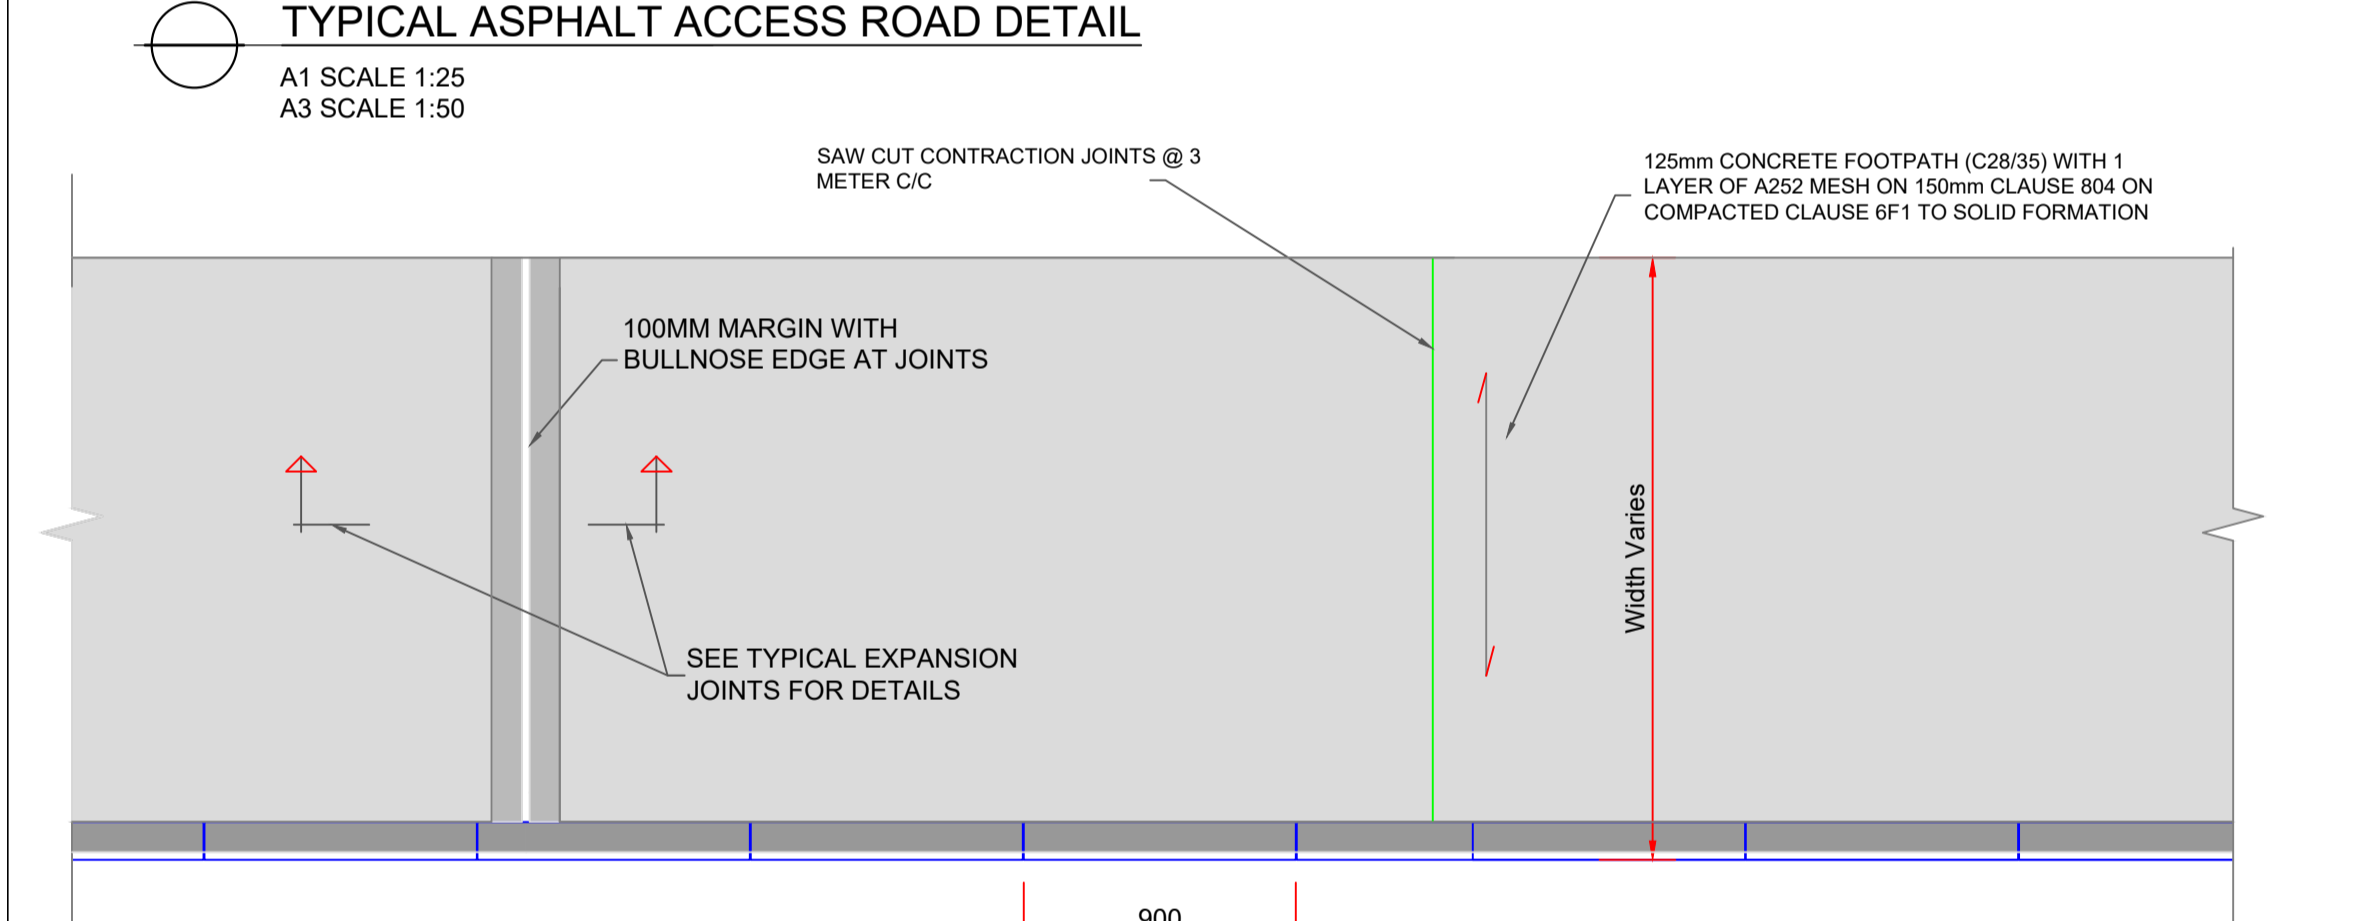 TYPICAL ASPHALT ACCESS ROAD DETAIL
A1 SCALE 1:25
A3 SCALE 1:50
SAW CUT CONTRACTION JOINTS @ 3
METER C/C
125mm CONCRETE FOOTPATH (C28/35) WITH 1
LAYER OF A252 MESH ON 150mm CLAUSE 804 ON
COMPACTED CLAUSE 6F1 TO SOLID FORMATION
100MM MARGIN WITH
BULLNOSE EDGE AT JOINTS
Width Varies
SEE TYPICAL EXPANSION
JOINTS FOR DETAILS
900